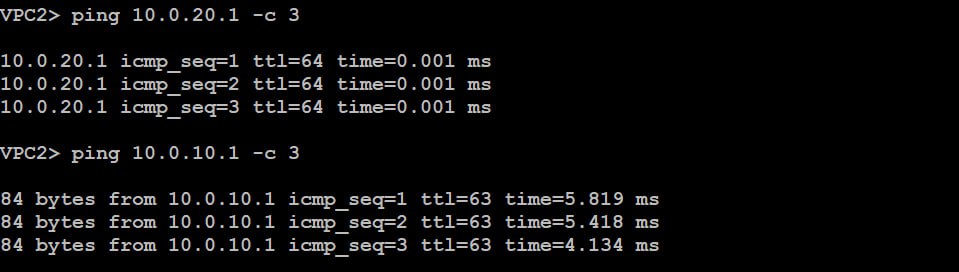 VPC2> ping 10.0.20.1 -c 3
10.0.20.1 icmp_seq=1 ttl=64 time=0.001 ms
10.0.20.1 icmp_seq=2 ttl=64 time=0.001 ms
10.0.20.1 icmp_seq=3 ttl=64 time=0.001 ms
VPC2> ping 10.0.10.1 -c 3
84 bytes from 10.0.10.1 icmp_seq=1 ttl=63 time=5.819 ms
84 bytes from 10.0.10.1 icmp_seq=2 ttl=63 time=5.418 ms
84 bytes from 10.0.10.1 icmp_seq=3 ttl=63 time=4.134 ms